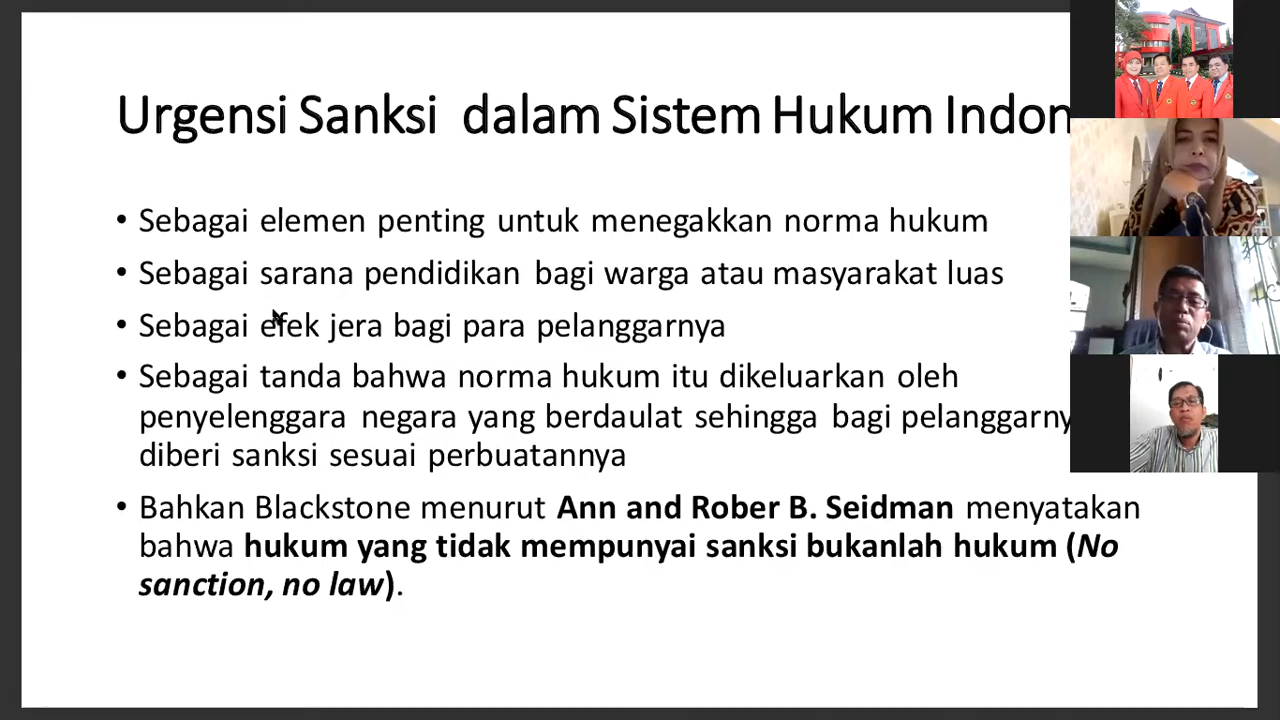 Urgensi Sanksi dalam Sistem Hukum Indon
• Sebagai elemen penting untuk menegakkan norma hukum
• Sebagai sarana pendidikan bagi warga atau masyarakat luas
• Sebagai efek jera bagi para pelanggarnya
• Sebagai tanda bahwa norma hukum itu dikeluarkan oleh
penyelenggara negara yang berdaulat sehingga bagi pelanggarny
diberi sanksi sesuai perbuatannya
• Bahkan Blackstone menurut Ann and Rober B. Seidman menyatakan
bahwa hukum yang tidak mempunyai sanksi bukanlah hukum (No
sanction, no law).